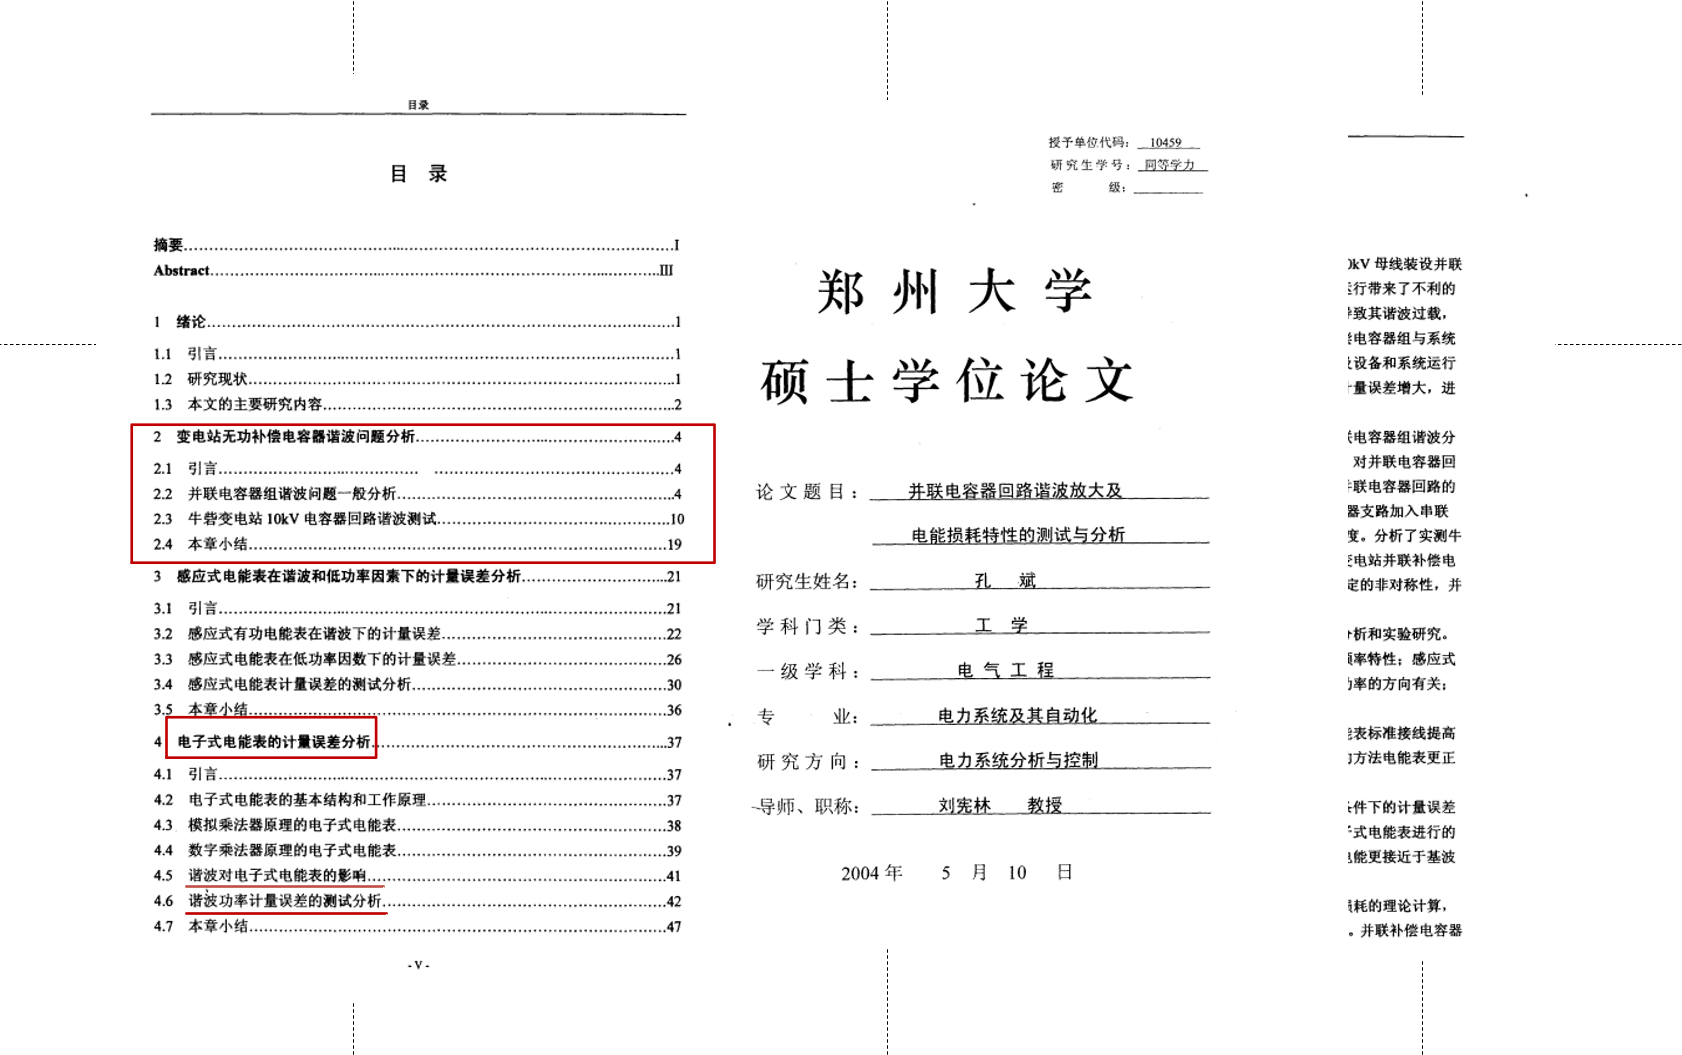 目录
目 录
摘要........I
Abstract........III
1 绪论........1
1.1 引言........1
1.2 研究现状........1
1.3 本文的主要研究内容........2
2 变电站无功补偿电容器谐波问题分析........4
2.1 引言........4
2.2 并联电容器组谐波问题一般分析........4
2.3 牛砦变电站 10kV 电容器回路谐波测试........10
2.4 本章小结........19
3 感应式电能表在谐波和低功率因素下的计量误差分析........21
3.1 引言........21
3.2 感应式有功电能表在谐波下的计量误差........22
3.3 感应式电能表在低功率因数下的计量误差........26
3.4 感应式电能表计量误差的测试分析........30
3.5 本章小结........36
4 电子式电能表的计量误差分析........37
4.1 引言........37
4.2 电子式电能表的基本结构和工作原理........37
4.3 模拟乘法器原理的电子式电能表........38
4.4 数字乘法器原理的电子式电能表........39
4.5 谐波对电子式电能表的影响........41
4.6 谐波功率计量误差的测试分析........42
4.7 本章小结........47
- V -
授予单位代码： 10459
研究生学号： 同等学力
密 级：
郑州大学
硕士学位论文
论文题目： 并联电容器回路谐波放大及
电能损耗特性的测试与分析
研究生姓名： 孔 斌
学科门类： 工 学
一级学科： 电 气 工 程
专 业： 电力系统及其自动化
研究方向： 电力系统分析与控制
导师、职称： 刘宪林 教授
2004 年 5 月 10 日
kV 母线装设并联
行带来了不利的
致其谐波过载，
电容器组与系统
设备和系统运行
量误差增大，进
电容器组谐波分
对并联电容器回
联电容器回路的
器支路加入串联
度。分析了实测牛
变电站并联补偿电
定的非对称性，并
析和实验研究。
频率特性；感应式
功率的方向有关；
能表标准接线提高
的方法电能表更正
条件下的计量误差
子式电能表进行的
电能更接近于基波
损耗的理论计算，
。并联补偿电容器